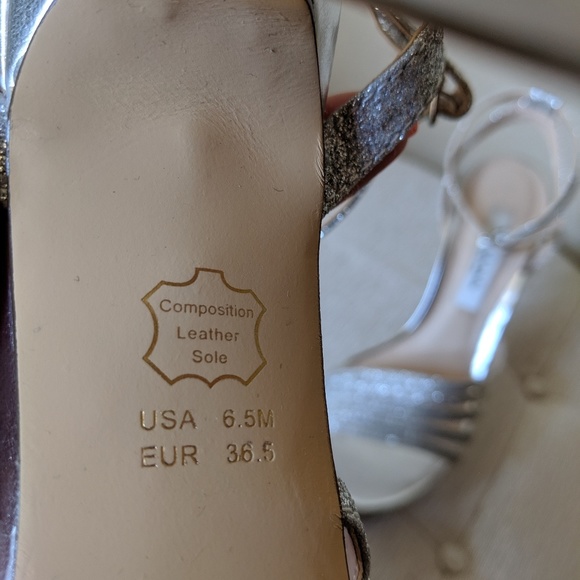 Composition
Leather
Sole
USA 6.5M
EUR 36.5